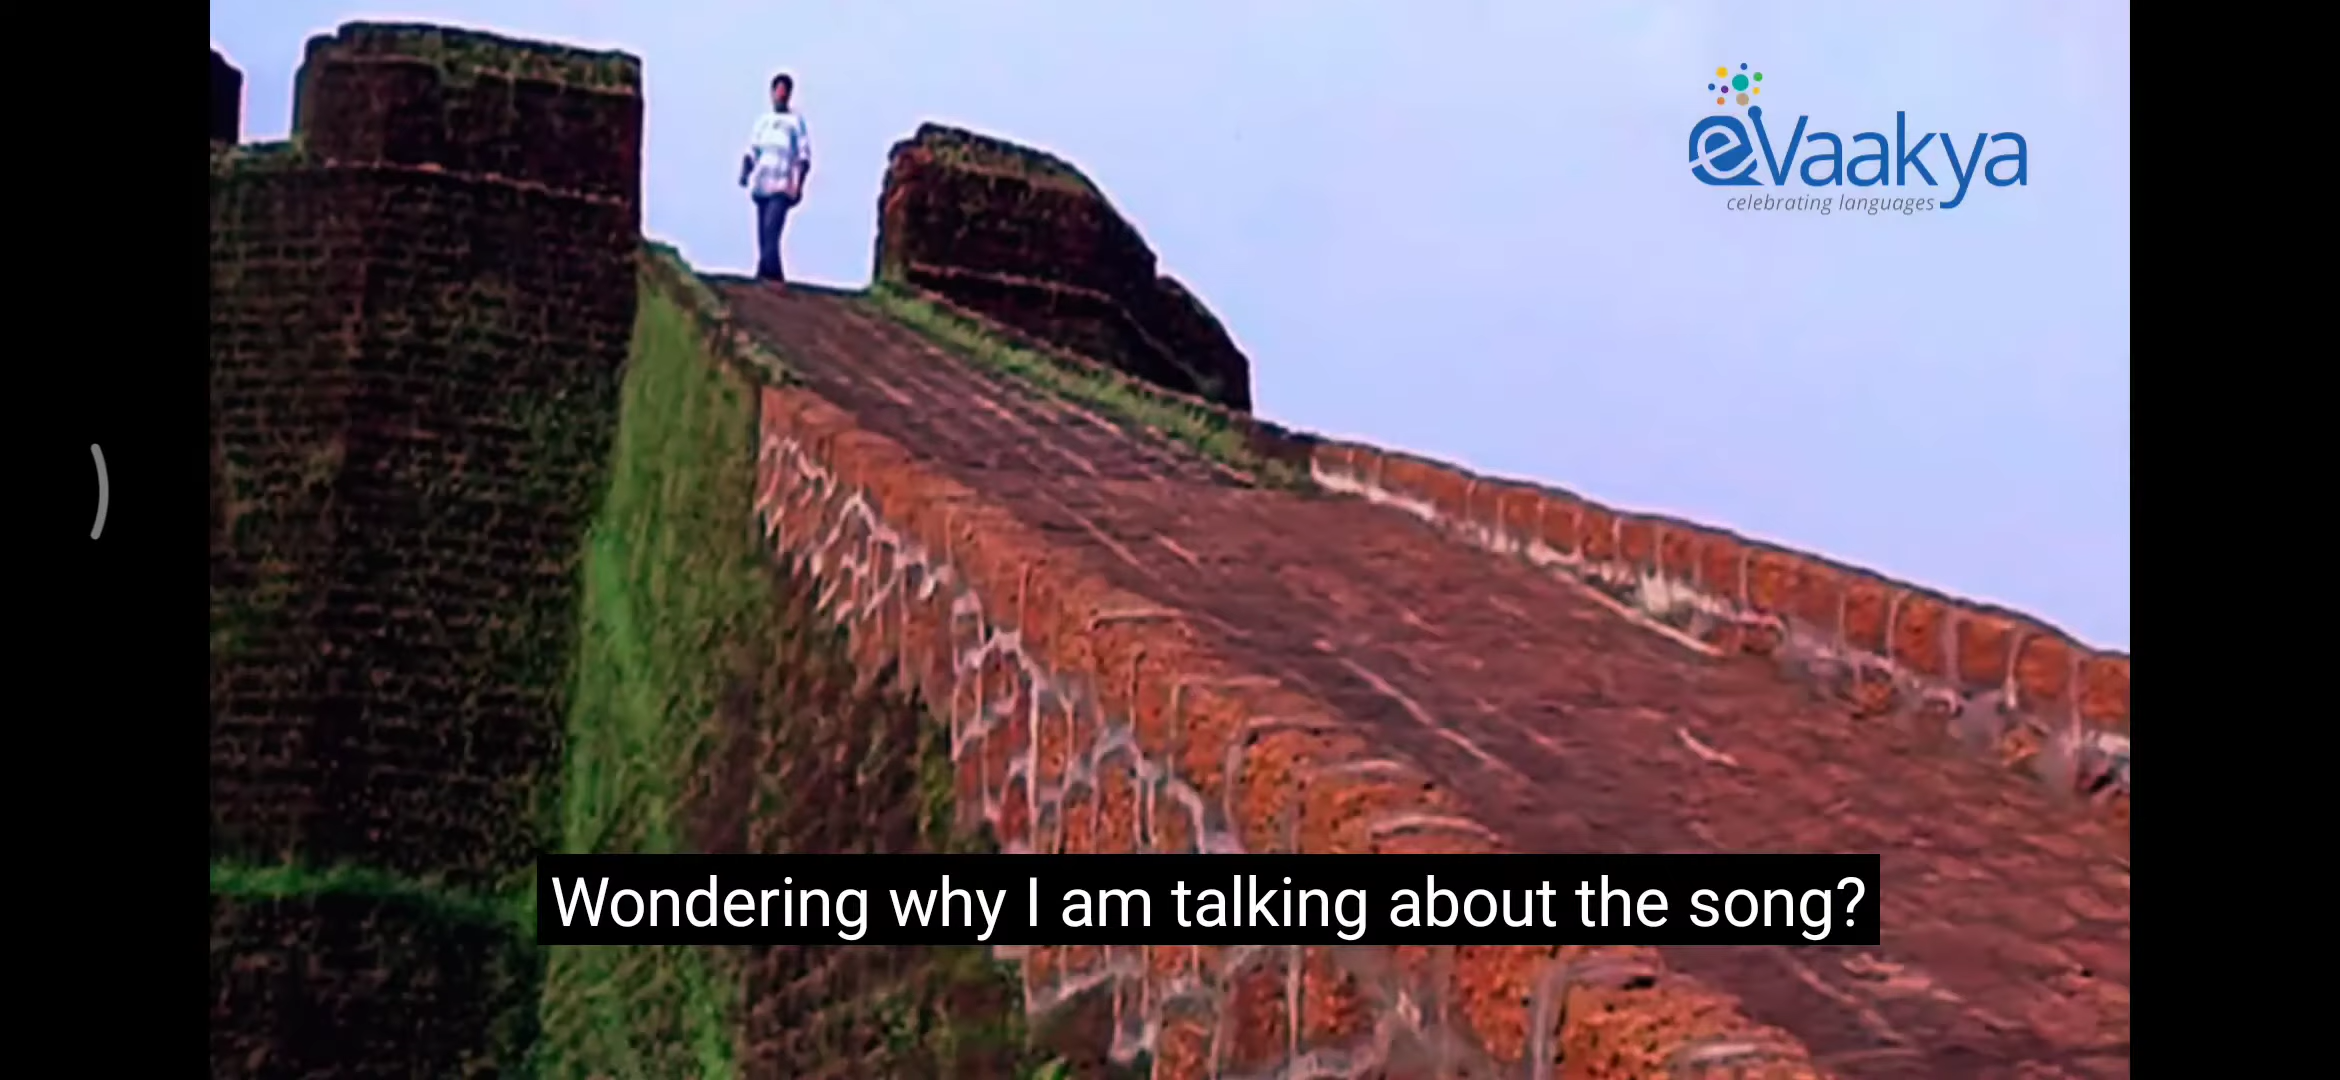 eVaakya
celebrating languages
Wondering why I am talking about the song?